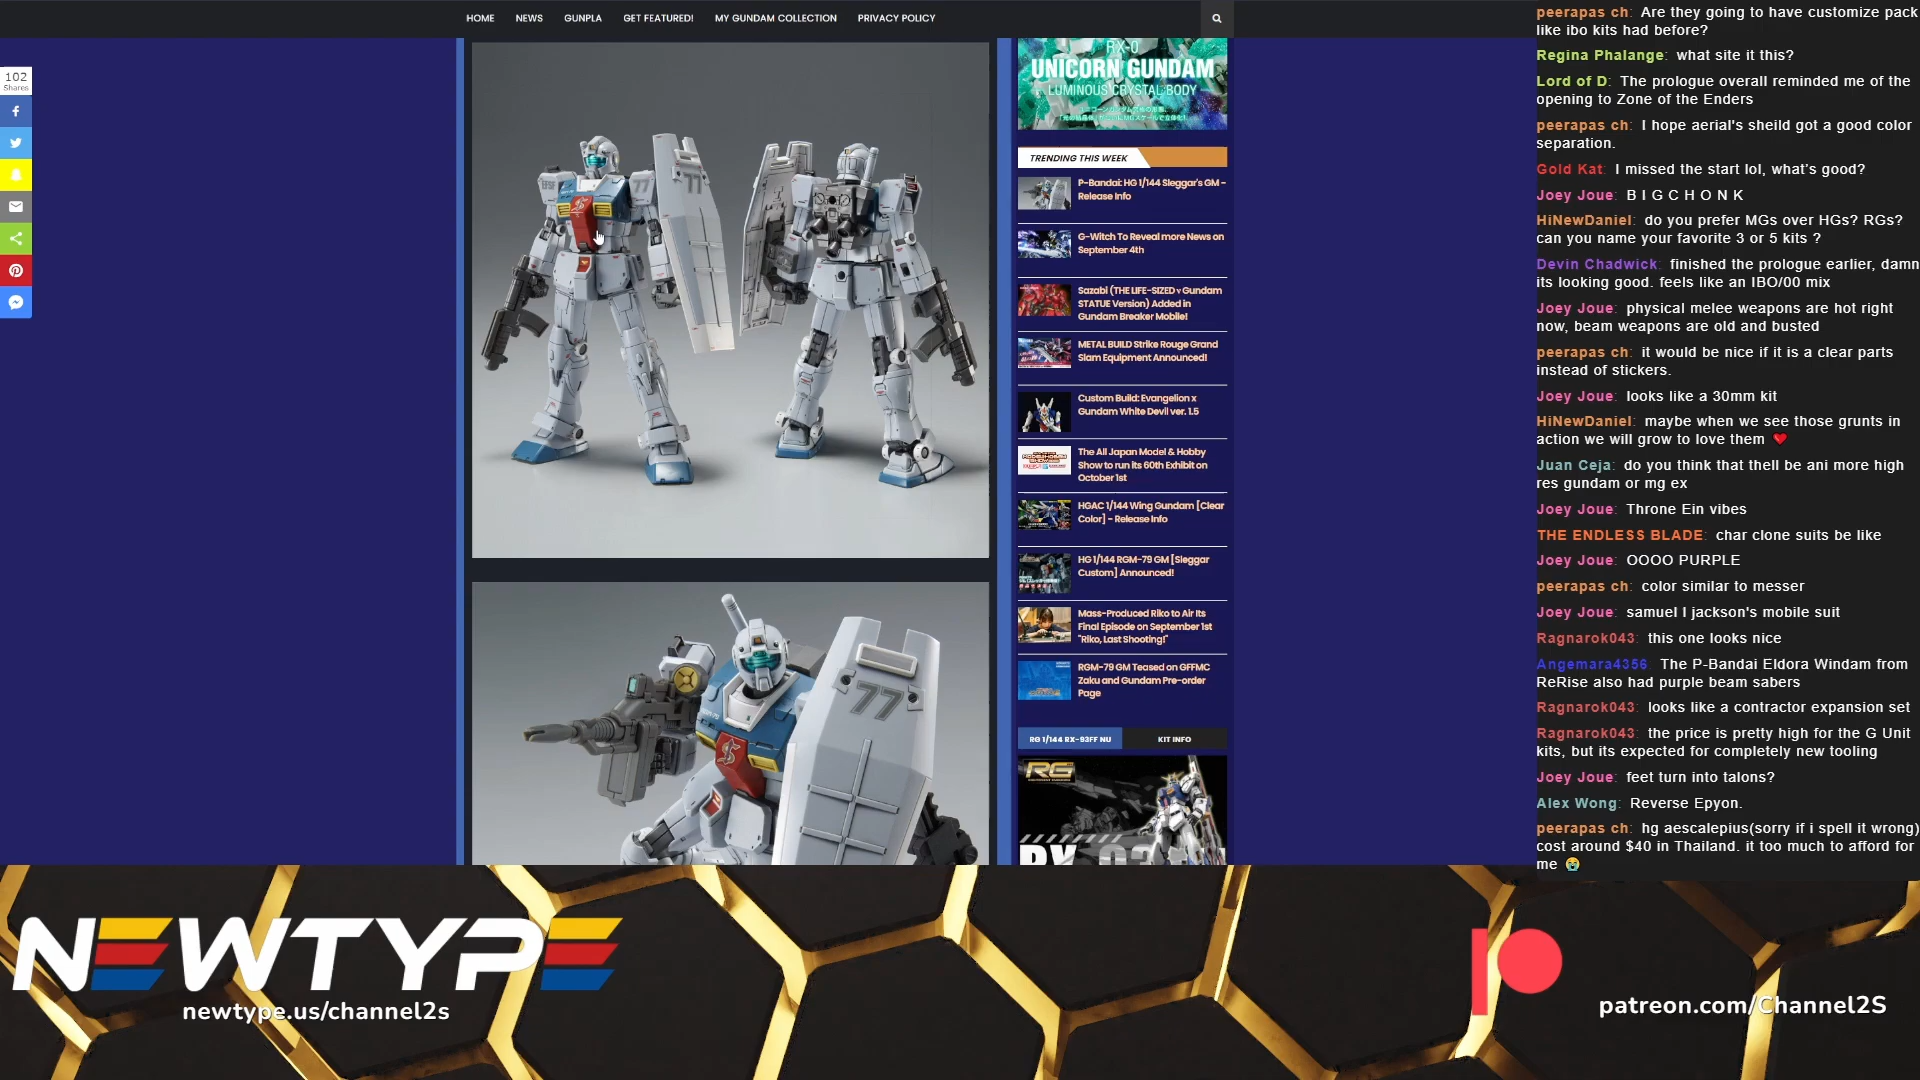 HOME
NEWS
GUNPLA
GET FEATURED!
MY GUNDAM COLLECTION
PRIVACY POLICY
102
Shares
EFSF
77
77
77
RX-0
UNICORN GUNDAM
LUMINOUS CRYSTAL BODY
TRENDING THIS WEEK
P-Bandai: HG 1/144 Sleggar's GM -
Release Info
G-Witch To Reveal more News on
September 4th
Sazabi (THE LIFE-SIZED ν Gundam
STATUE Version) Added in
Gundam Breaker Mobile!
METAL BUILD Strike Rouge Grand
Slam Equipment Announced!
Custom Build: Evangelion x
Gundam White Devil ver. 1.5
The All Japan Model & Hobby
Show to run its 60th Exhibit on
October 1st
HGAC 1/144 Wing Gundam [Clear
Color] - Release Info
HG 1/144 RGM-79 GM [Sleggar
Custom] Announced!
Mass-Produced Riko to Air Its
Final Episode on September 1st
"Riko, Last Shooting!"
RGM-79 GM Teased on GFFMC
Zaku and Gundam Pre-order
Page
RG 1/144 RX-93FF NU
KIT INFO
RG
peerapas ch: Are they going to have customize pack
like ibo kits had before?
Regina Phalange: what site it this?
Lord of D: The prologue overall reminded me of the
opening to Zone of the Enders
peerapas ch: I hope aerial's sheild got a good color
separation.
Gold Kat: I missed the start lol, what's good?
Joey Joue: B I G C H O N K
HiNewDaniel: do you prefer MGs over HGs? RGs?
can you name your favorite 3 or 5 kits ?
Devin Chadwick: finished the prologue earlier, damn
its looking good. feels like an IBO/00 mix
Joey Joue: physical melee weapons are hot right
now, beam weapons are old and busted
peerapas ch: it would be nice if it is a clear parts
instead of stickers.
Joey Joue: looks like a 30mm kit
HiNewDaniel: maybe when we see those grunts in
action we will grow to love them ❤️
Juan Ceja: do you think that thell be ani more high
res gundam or mg ex
Joey Joue: Throne Ein vibes
THE ENDLESS BLADE: char clone suits be like
Joey Joue: OOOO PURPLE
peerapas ch: color similar to messer
Joey Joue: samuel l jackson's mobile suit
Ragnarok043: this one looks nice
Angemara4356: The P-Bandai Eldora Windam from
ReRise also had purple beam sabers
Ragnarok043: looks like a contractor expansion set
Ragnarok043: the price is pretty high for the G Unit
kits, but its expected for completely new tooling
Joey Joue: feet turn into talons?
Alex Wong: Reverse Epyon.
peerapas ch: hg aescalepius(sorry if i spell it wrong)
cost around $40 in Thailand. it too much to afford for
me 😭
NEWTYPE
newtype.us/channel2s
patreon.com/Channel2S